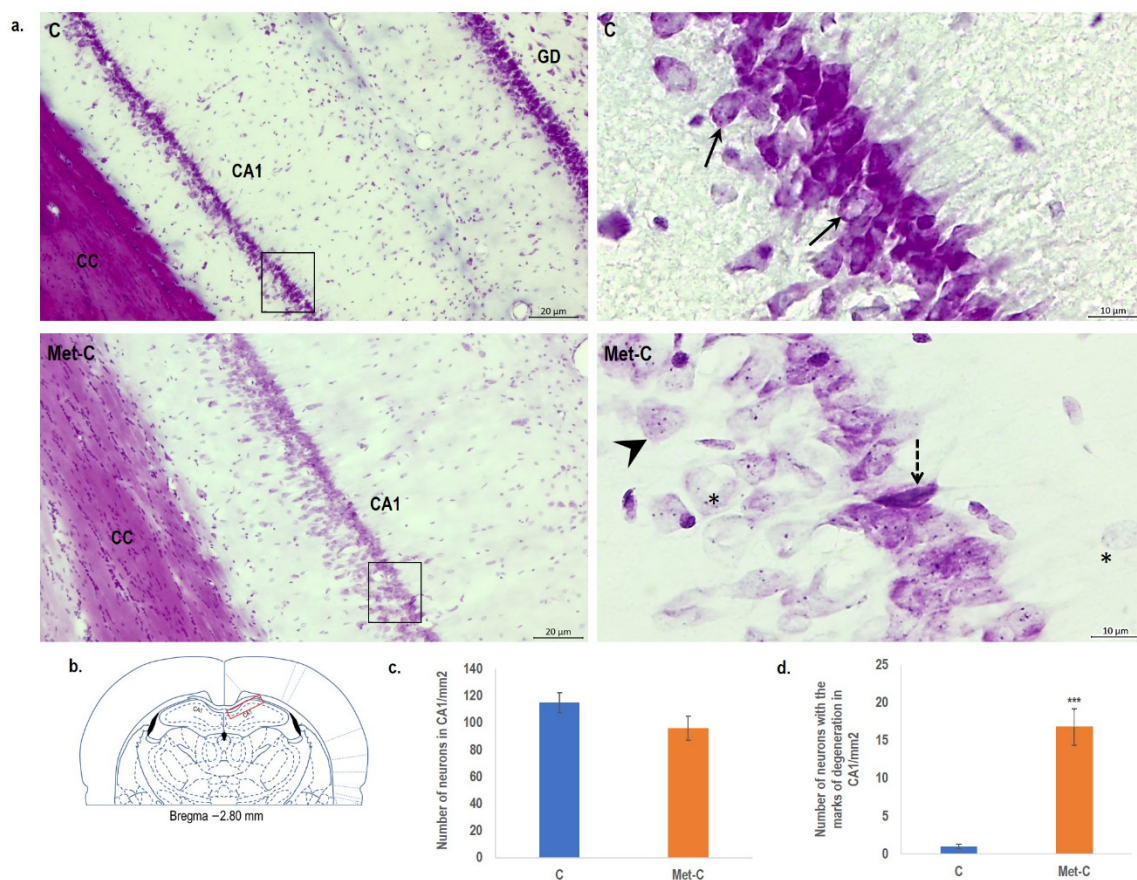 a.
C
GD
CA1
CC
20 µm
C
10 µm
Met-C
CA1
CC
20 µm
Met-C
*
*
10 µm
b.
CA1
CA1
Bregma −2.80 mm
c.
Number of neurons in CA1/mm2
140
120
100
80
60
40
20
0
C
Met-C
d.
Number of neurons with the
marks of degeneration in
CA1/mm2
25
20
15
10
5
0
***
C
Met-C